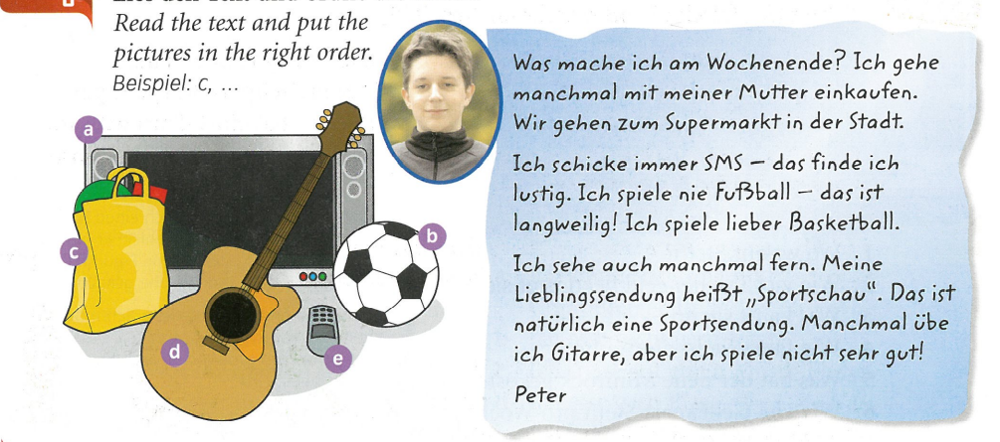 Read the text and put the
pictures in the right order.
Beispiel: c, ...
a
b
c
d
e
Was mache ich am Wochenende? Ich gehe
manchmal mit meiner Mutter einkaufen.
Wir gehen zum Supermarkt in der Stadt.
Ich schicke immer SMS – das finde ich
lustig. Ich spiele nie Fußball – das ist
langweilig! Ich spiele lieber Basketball.
Ich sehe auch manchmal fern. Meine
Lieblingssendung heißt „Sportschau“. Das ist
natürlich eine Sportsendung. Manchmal übe
ich Gitarre, aber ich spiele nicht sehr gut!
Peter